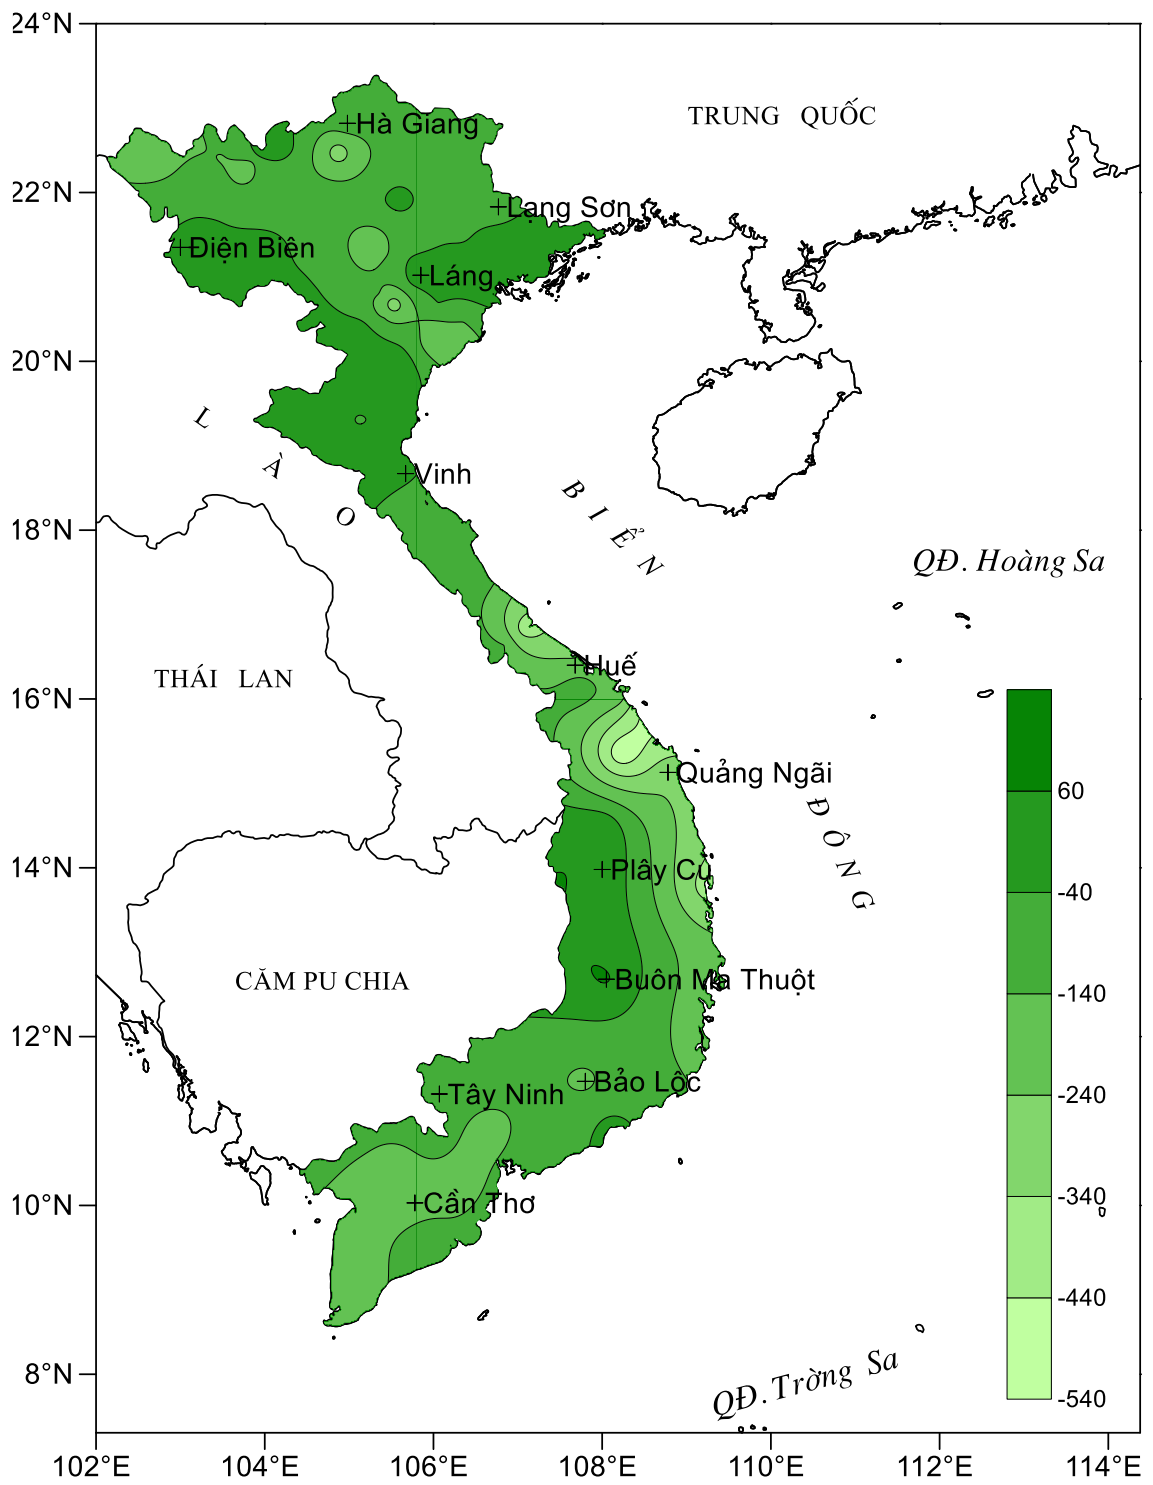 24°N
Hà Giang
TRUNG QUỐC
22°N
Lạng Sơn
Điện Biên
Láng
20°N
L À O
Vinh
B I Ể N
18°N
QĐ. Hoàng Sa
Huế
THÁI LAN
16°N
Quảng Ngãi
60
Đ Ô N G
14°N
Plây Cu
-40
CĂM PU CHIA
Buôn Ma Thuột
-140
12°N
Bảo Lộc
Tây Ninh
-240
10°N
Cần Thơ
-340
-440
8°N
QĐ. Trờng Sa
-540
102°E 104°E 106°E 108°E 110°E 112°E 114°E